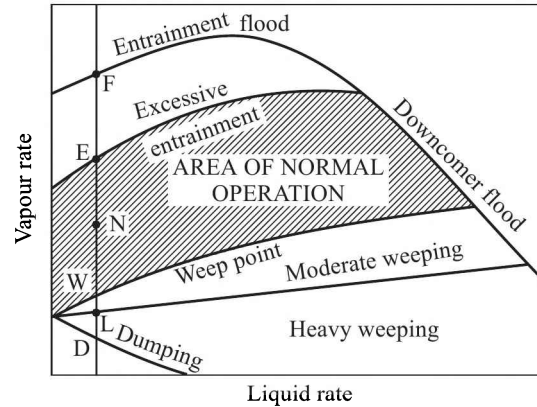 Entrainment flood
F
Excessive
entrainment
E
AREA OF NORMAL
OPERATION
Downcomer flood
Vapour rate
N
Weep point
W
Moderate weeping
L
Dumping
Heavy weeping
D
Liquid rate